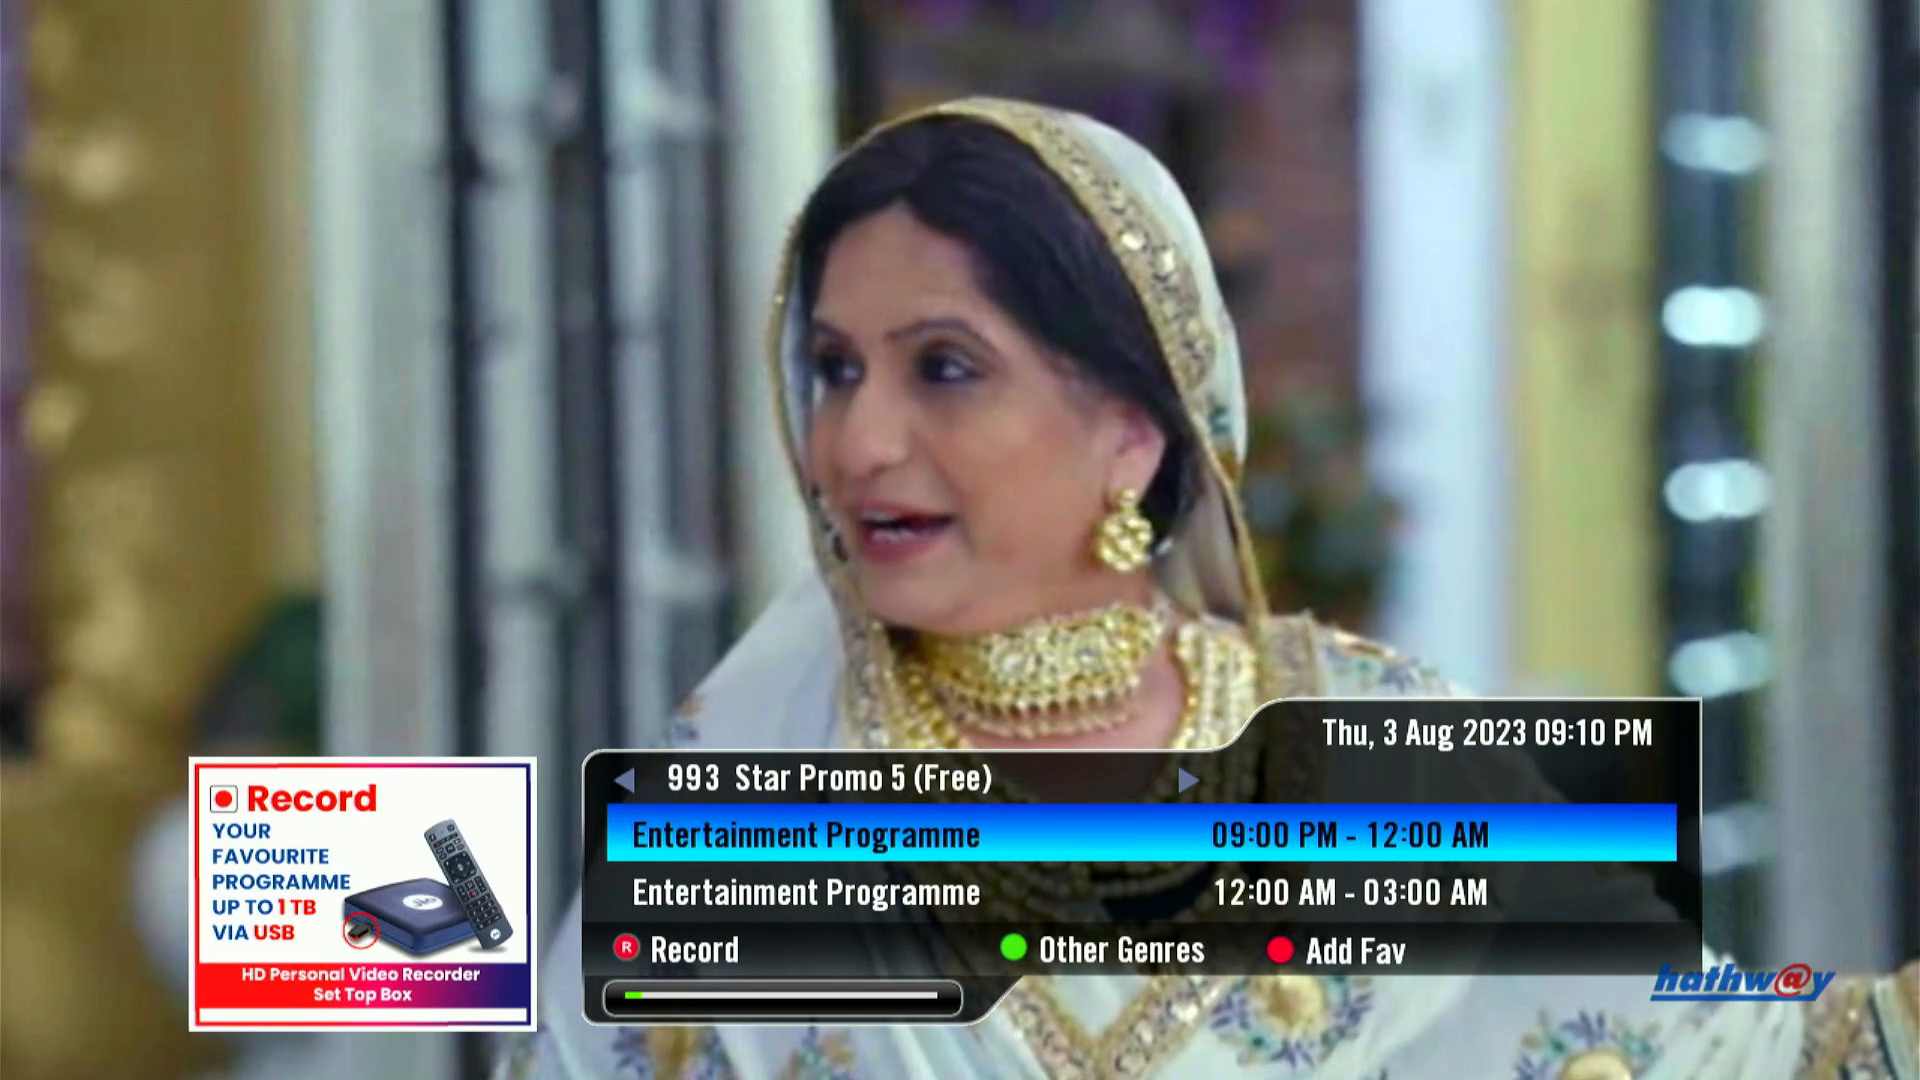 Thu, 3 Aug 2023 09:10 PM
993 Star Promo 5 (Free)
Entertainment Programme 09:00 PM - 12:00 AM
Entertainment Programme 12:00 AM - 03:00 AM
R Record Other Genres Add Fav
hathw@y
Record
YOUR
FAVOURITE
PROGRAMME
UP TO 1 TB
VIA USB
Jio
HD Personal Video Recorder
Set Top Box